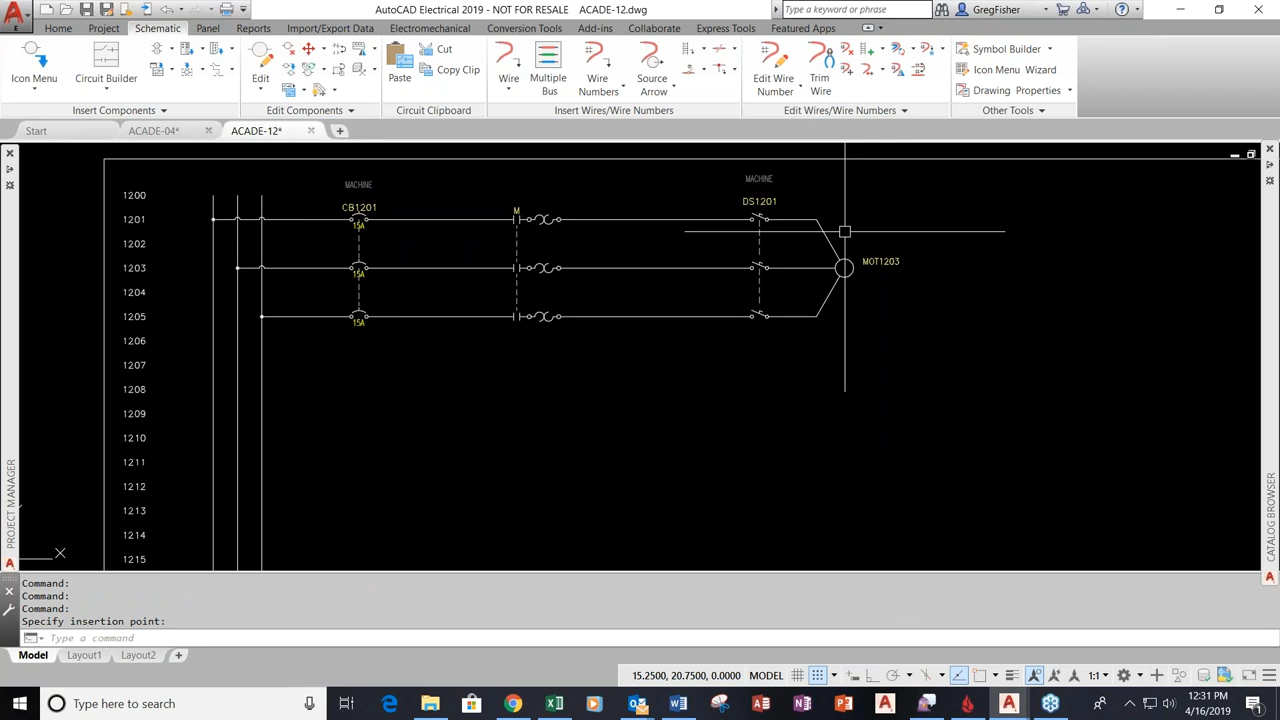 AutoCAD Electrical 2019 - NOT FOR RESALE    ACADE-12.dwg
Type a keyword or phrase
GregFisher
Home Project Schematic Panel Reports Import/Export Data Electromechanical Conversion Tools Add-ins Collaborate Express Tools Featured Apps
Icon Menu
Circuit Builder
Edit
Paste
Cut
Copy Clip
Wire
Multiple
Bus
Wire
Numbers
Source
Arrow
Edit Wire
Number
Trim
Wire
Symbol Builder
Icon Menu Wizard
Drawing Properties
Insert Components
Edit Components
Circuit Clipboard
Insert Wires/Wire Numbers
Edit Wires/Wire Numbers
Other Tools
Start
ACADE-04*
ACADE-12*
MACHINE
MACHINE
1200
CB1201
M
DS1201
1201
15A
1202
MOT1203
1203
15A
1204
1205
15A
1206
1207
1208
1209
1210
1211
1212
1213
1214
1215
PROJECT MANAGER
CATALOG BROWSER
Command:
Command:
Command:
Specify insertion point:
Type a command
Model Layout1 Layout2
15.2500, 20.7500, 0.0000 MODEL
1:1
Type here to search
12:31 PM
4/16/2019